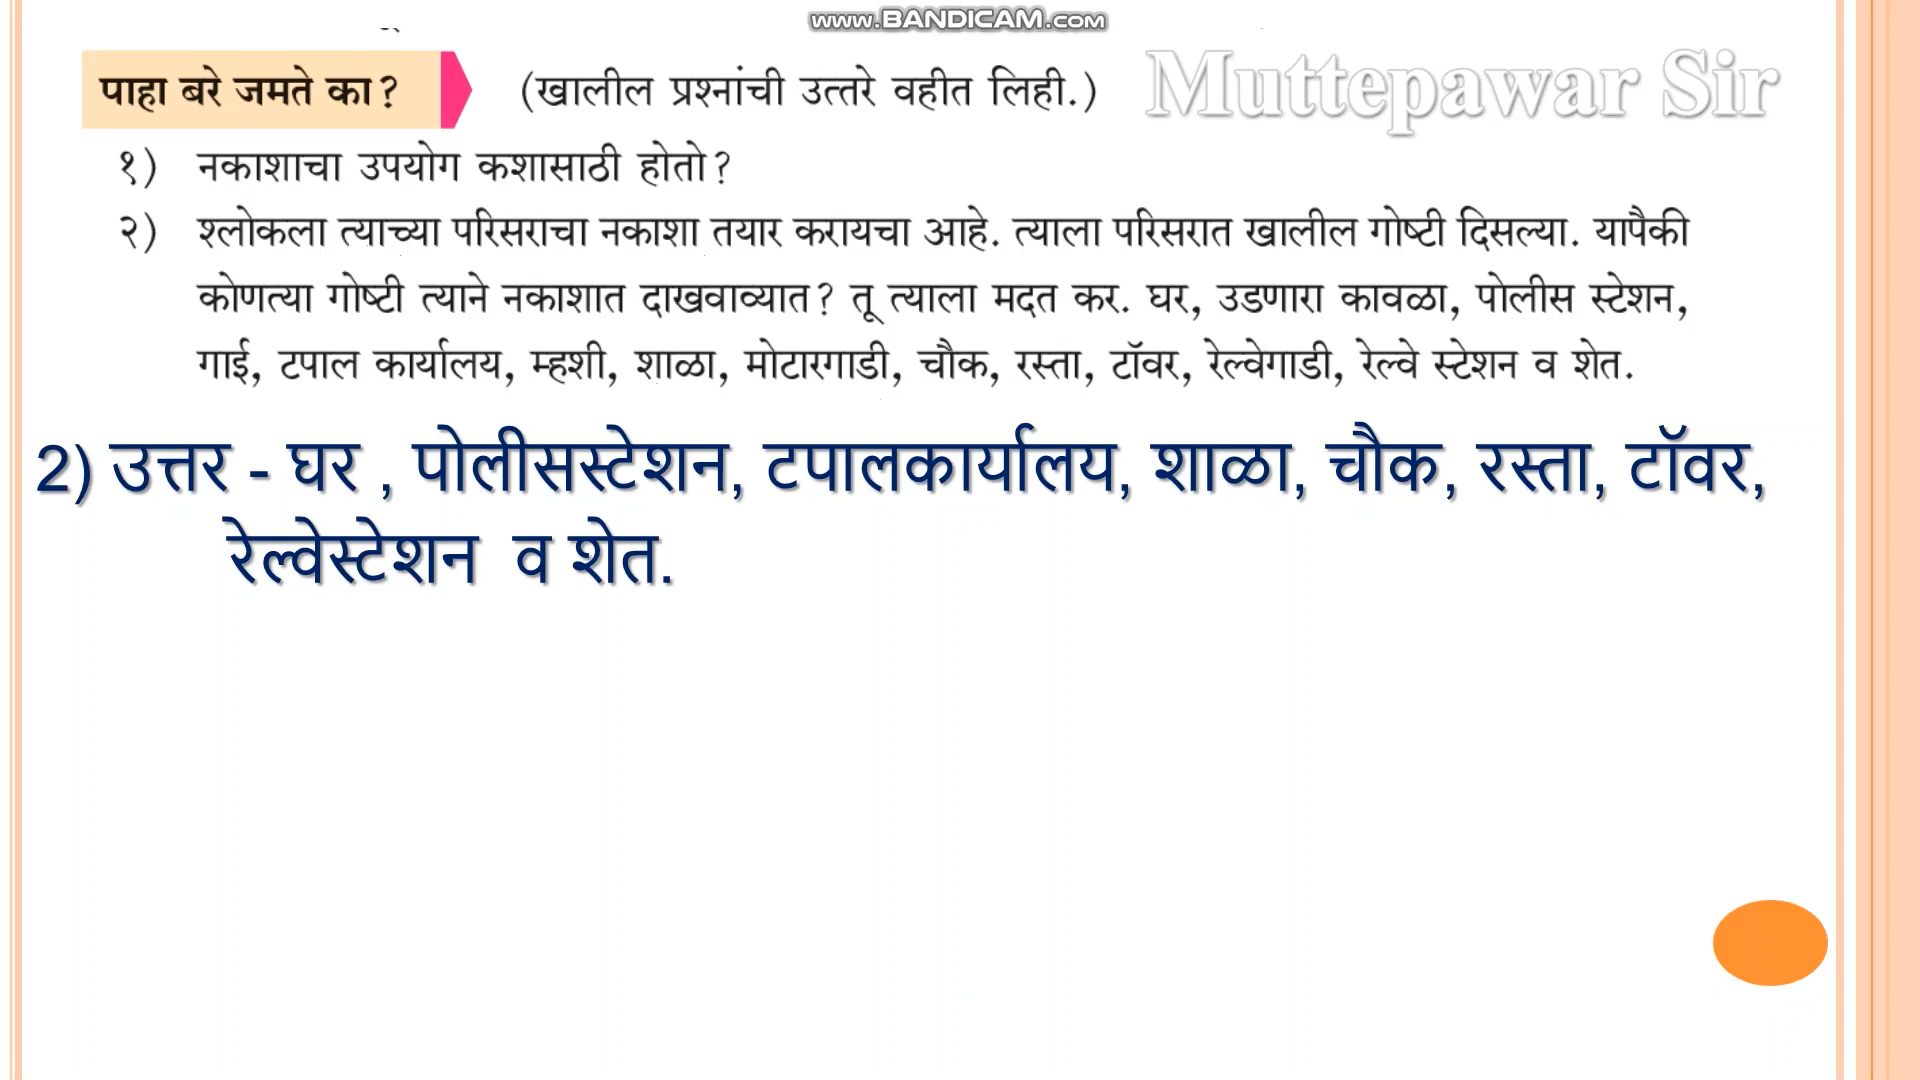 www.BANDICAM.com
पाहा बरे जमते का? (खालील प्रश्नांची उत्तरे वहीत लिही.) Muttepawar Sir
१) नकाशाचा उपयोग कशासाठी होतो?
२) श्लोकला त्याच्या परिसराचा नकाशा तयार करायचा आहे. त्याला परिसरात खालील गोष्टी दिसल्या. यापैकी
कोणत्या गोष्टी त्याने नकाशात दाखवाव्यात? तू त्याला मदत कर. घर, उडणारा कावळा, पोलीस स्टेशन,
गाई, टपाल कार्यालय, म्हशी, शाळा, मोटारगाडी, चौक, रस्ता, टॉवर, रेल्वेगाडी, रेल्वे स्टेशन व शेत.
2) उत्तर - घर , पोलीसस्टेशन, टपालकार्यालय, शाळा, चौक, रस्ता, टॉवर,
रेल्वेस्टेशन व शेत.